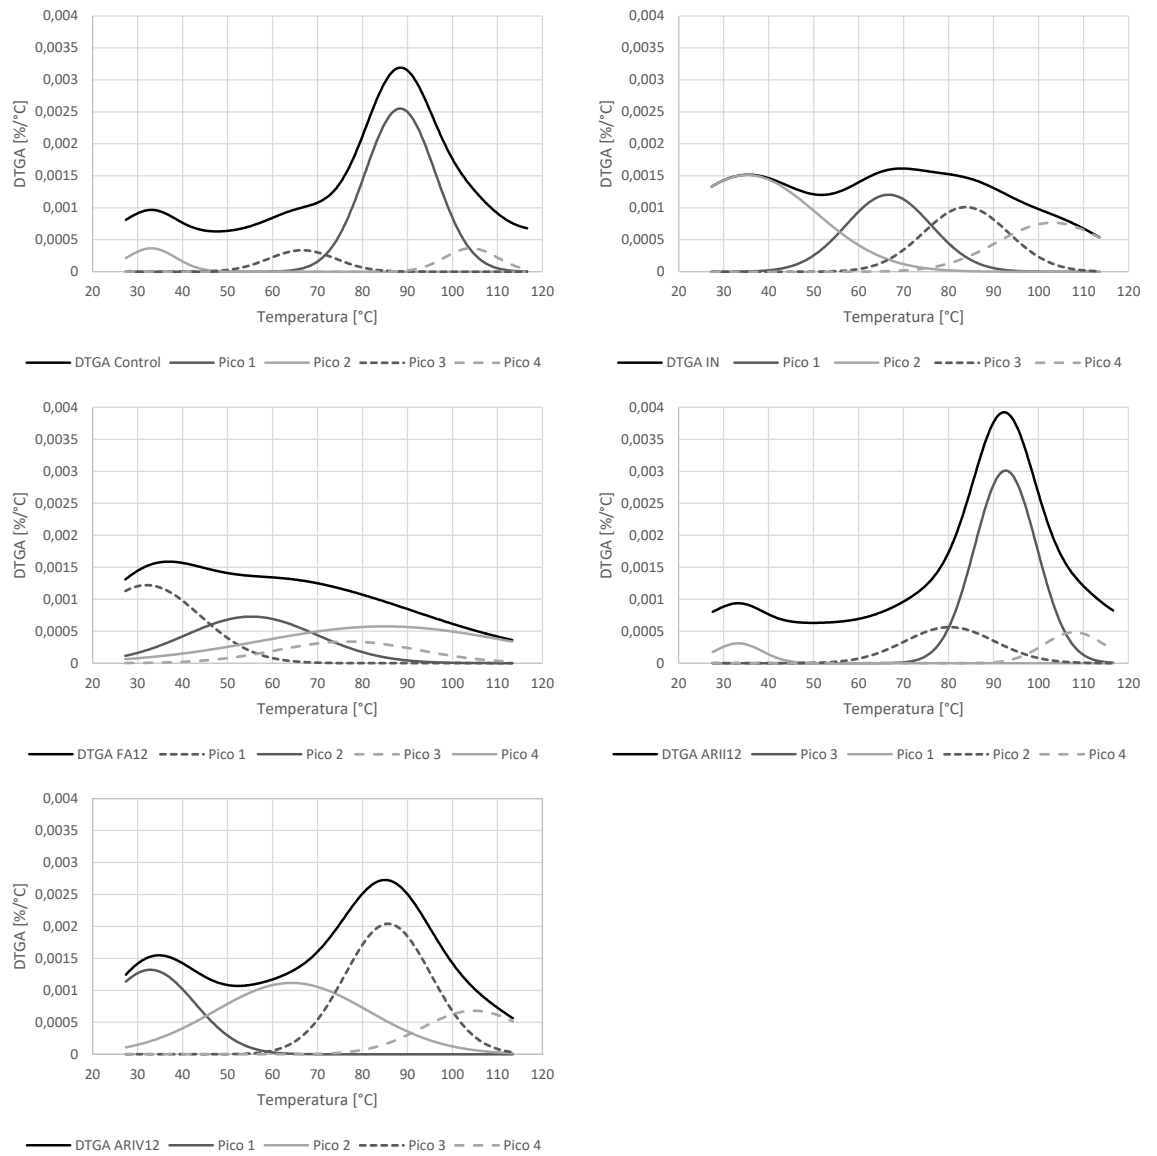 0,004
0,0035
0,003
0,0025
0,002
0,0015
0,001
0,0005
0
DTGA [%/°C]
20 30 40 50 60 70 80 90 100 110 120
Temperatura [°C]
DTGA Control Pico 1 Pico 2 Pico 3 Pico 4
0,004
0,0035
0,003
0,0025
0,002
0,0015
0,001
0,0005
0
DTGA [%/°C]
20 30 40 50 60 70 80 90 100 110 120
Temperatura [°C]
DTGA IN Pico 1 Pico 2 Pico 3 Pico 4
0,004
0,0035
0,003
0,0025
0,002
0,0015
0,001
0,0005
0
DTGA [%/°C]
20 30 40 50 60 70 80 90 100 110 120
Temperatura [°C]
DTGA FA12 Pico 1 Pico 2 Pico 3 Pico 4
0,004
0,0035
0,003
0,0025
0,002
0,0015
0,001
0,0005
0
DTGA [%/°C]
20 30 40 50 60 70 80 90 100 110 120
Temperatura [°C]
DTGA ARII12 Pico 3 Pico 1 Pico 2 Pico 4
0,004
0,0035
0,003
0,0025
0,002
0,0015
0,001
0,0005
0
DTGA [%/°C]
20 30 40 50 60 70 80 90 100 110 120
Temperatura [°C]
DTGA ARIV12 Pico 1 Pico 2 Pico 3 Pico 4